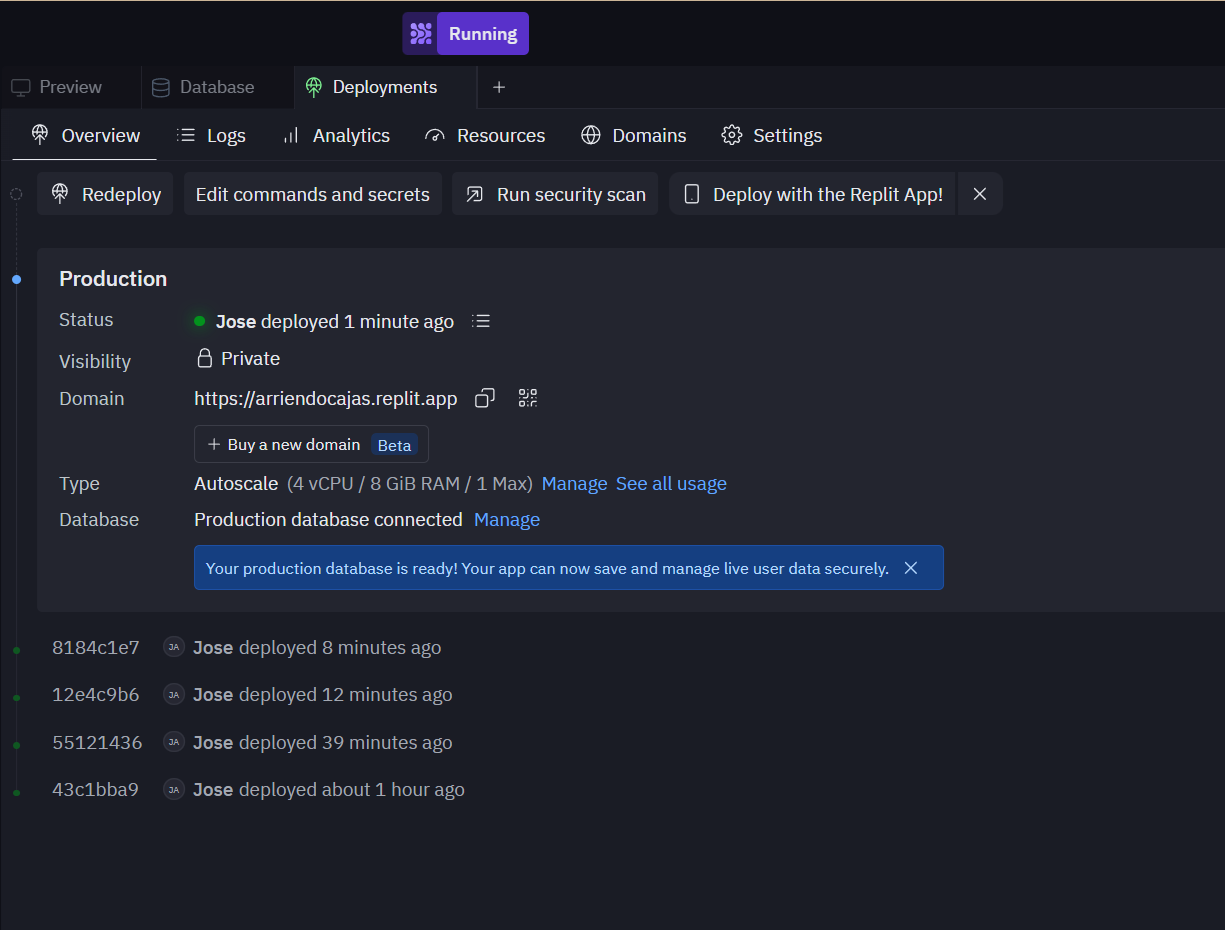 Running
Preview Database Deployments +
Overview Logs Analytics Resources Domains Settings
Redeploy Edit commands and secrets Run security scan Deploy with the Replit App!
Production
Status Jose deployed 1 minute ago
Visibility Private
Domain https://arriendocajas.replit.app
+ Buy a new domain Beta
Type Autoscale (4 vCPU / 8 GiB RAM / 1 Max) Manage See all usage
Database Production database connected Manage
Your production database is ready! Your app can now save and manage live user data securely.
8184c1e7 JA Jose deployed 8 minutes ago
12e4c9b6 JA Jose deployed 12 minutes ago
55121436 JA Jose deployed 39 minutes ago
43c1bba9 JA Jose deployed about 1 hour ago